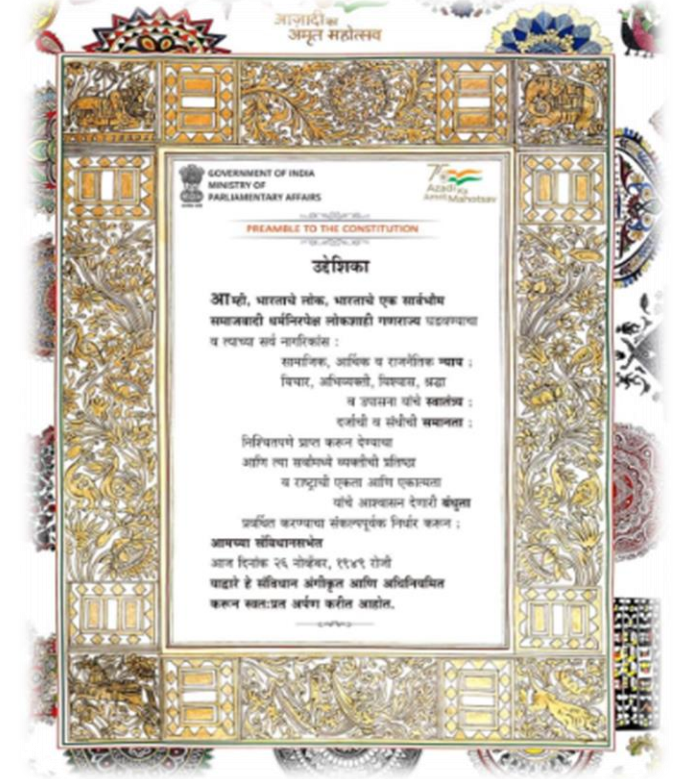 आज़ादी का
अमृत महोत्सव
GOVERNMENT OF INDIA
MINISTRY OF
PARLIAMENTARY AFFAIRS
75
Azadi Ka
Amrit Mahotsav
PREAMBLE TO THE CONSTITUTION
उद्देशिका
आम्ही, भारताचे लोक, भारताचे एक सार्वभौम
समाजवादी धर्मनिरपेक्ष लोकशाही गणराज्य घडवण्याचा
व त्याच्या सर्व नागरिकांस :
सामाजिक, आर्थिक व राजनैतिक न्याय ;
विचार, अभिव्यक्ती, विश्वास, श्रद्धा
व उपासना यांचे स्वातंत्र्य ;
दर्जाची व संधीची समानता ;
निश्चितपणे प्राप्त करून देण्याचा
आणि त्या सर्वांमध्ये व्यक्तीची प्रतिष्ठा
व राष्ट्राची एकता आणि एकात्मता
यांचे आश्वासन देणारी बंधुता
प्रवर्धित करण्याचा संकल्पपूर्वक निर्धार करून ;
आमच्या संविधानसभेत
आज दिनांक २६ नोव्हेंबर, १९४९ रोजी
याद्वारे हे संविधान अंगीकृत आणि अधिनियमित
करून स्वतःप्रत अर्पण करीत आहोत.